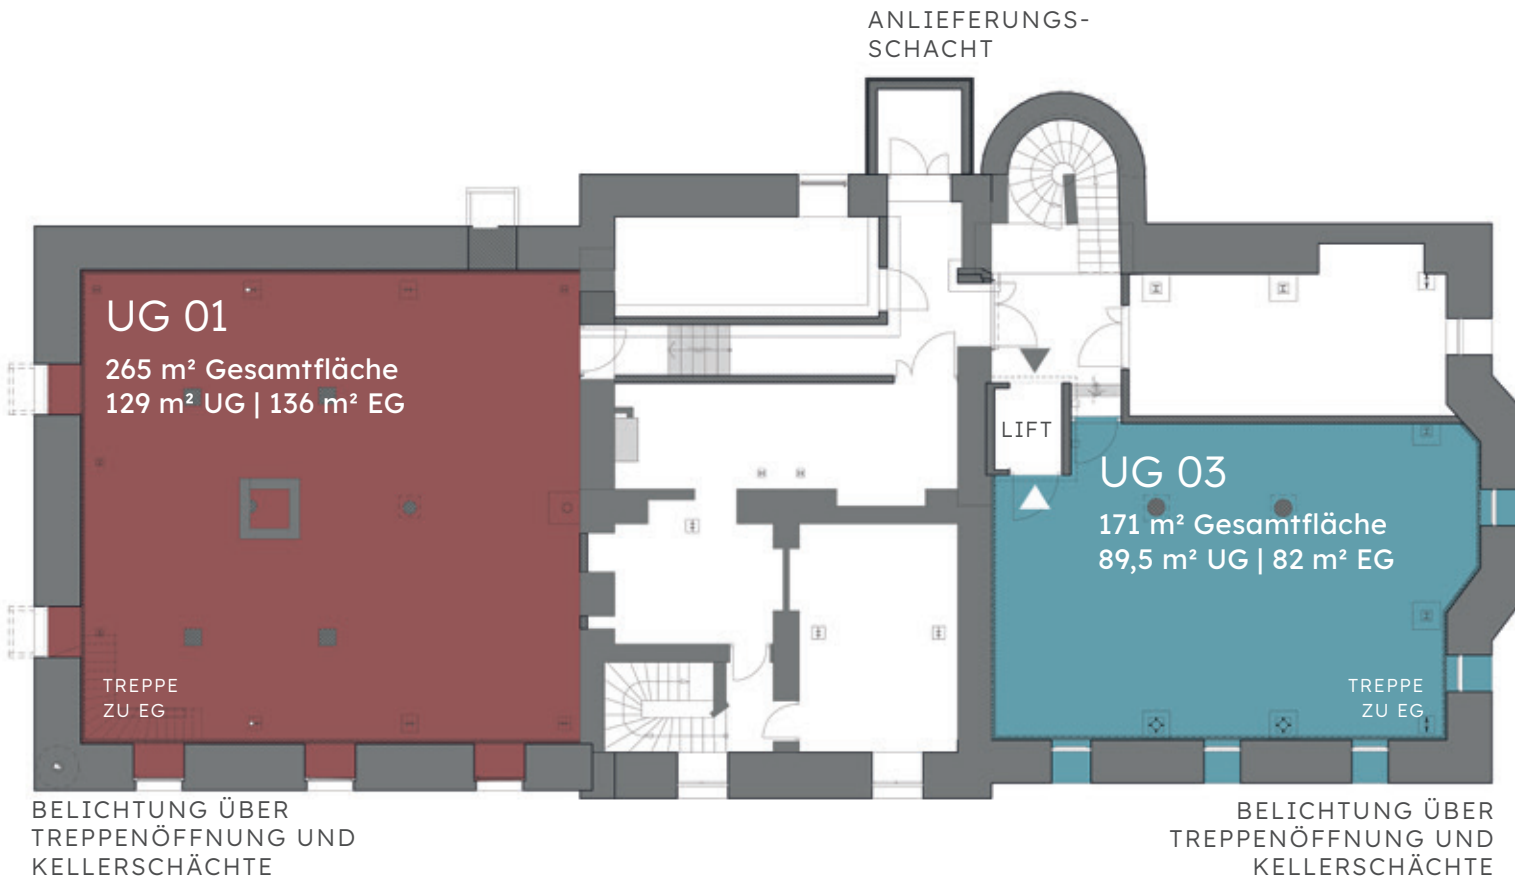 ANLIEFERUNGS-
SCHACHT
UG 01
265 m² Gesamtfläche
129 m² UG | 136 m² EG
LIFT
UG 03
171 m² Gesamtfläche
89,5 m² UG | 82 m² EG
TREPPE
ZU EG
TREPPE
ZU EG
BELICHTUNG ÜBER
TREPPENÖFFNUNG UND
KELLERSCHÄCHTE
BELICHTUNG ÜBER
TREPPENÖFFNUNG UND
KELLERSCHÄCHTE